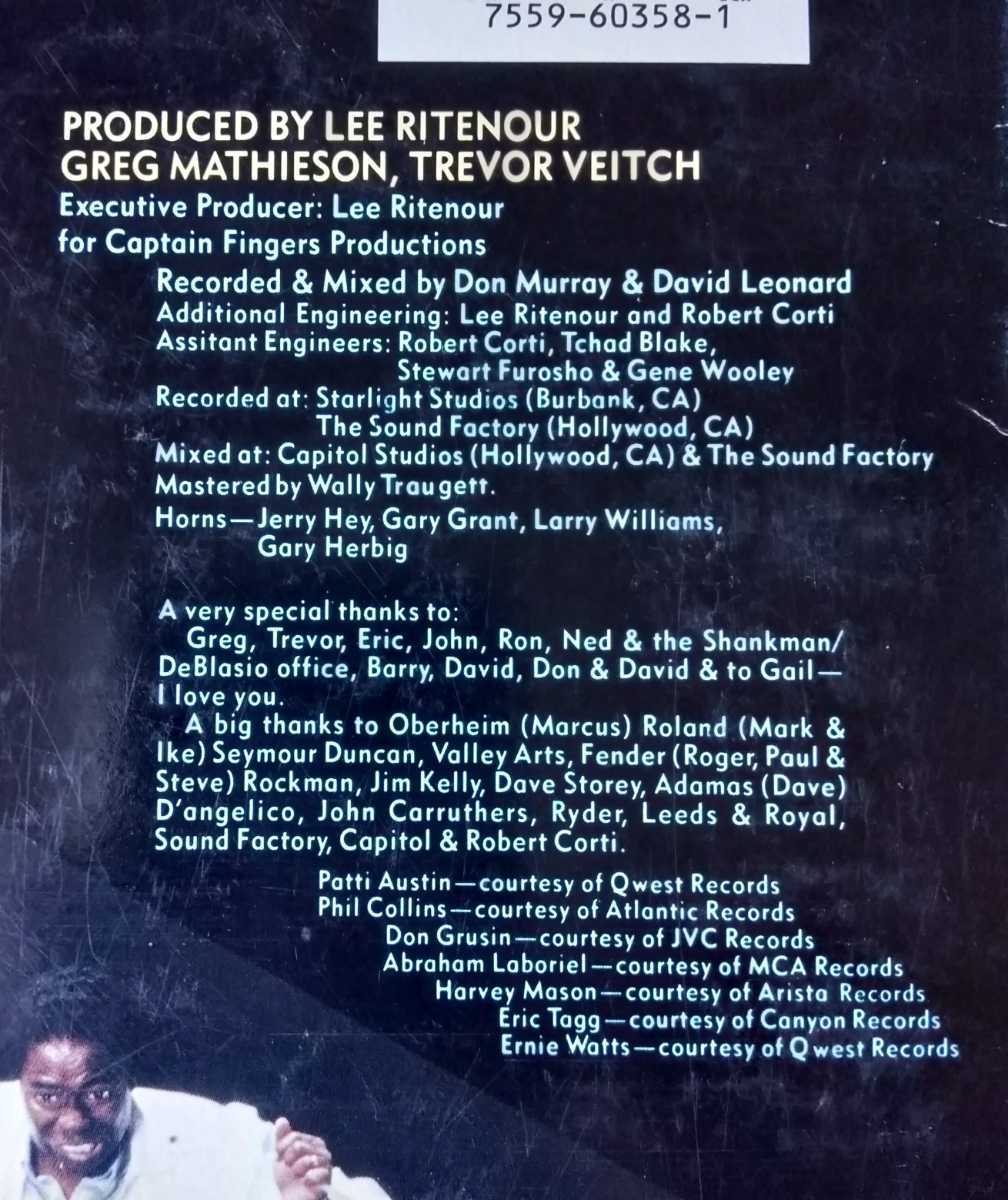 7559-60358-1
PRODUCED BY LEE RITENOUR
GREG MATHIESON, TREVOR VEITCH
Executive Producer: Lee Ritenour
for Captain Fingers Productions
Recorded & Mixed by Don Murray & David Leonard
Additional Engineering: Lee Ritenour and Robert Corti
Assitant Engineers: Robert Corti, Tchad Blake,
Stewart Furosho & Gene Wooley
Recorded at: Starlight Studios (Burbank, CA)
The Sound Factory (Hollywood, CA)
Mixed at: Capitol Studios (Hollywood, CA) & The Sound Factory
Mastered by Wally Traugett.
Horns—Jerry Hey, Gary Grant, Larry Williams,
Gary Herbig
A very special thanks to:
Greg, Trevor, Eric, John, Ron, Ned & the Shankman/
DeBlasio office, Barry, David, Don & David & to Gail—
I love you.
A big thanks to Oberheim (Marcus) Roland (Mark &
Ike) Seymour Duncan, Valley Arts, Fender (Roger, Paul &
Steve) Rockman, Jim Kelly, Dave Storey, Adamas (Dave)
D'angelico, John Carruthers, Ryder, Leeds & Royal,
Sound Factory, Capitol & Robert Corti.
Patti Austin—courtesy of Qwest Records
Phil Collins—courtesy of Atlantic Records
Don Grusin—courtesy of JVC Records
Abraham Laboriel—courtesy of MCA Records
Harvey Mason—courtesy of Arista Records
Eric Tagg—courtesy of Canyon Records
Ernie Watts—courtesy of Qwest Records